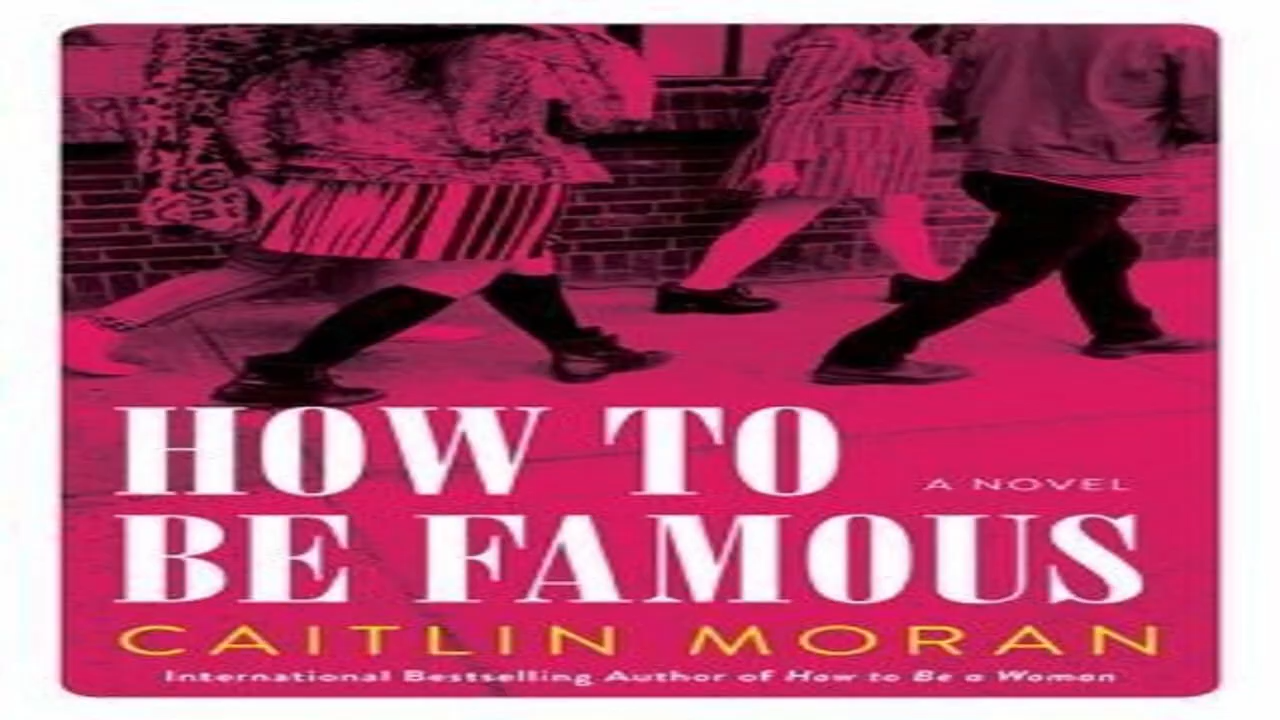 HOW TO
A NOVEL
BE FAMOUS
CAITLIN MORAN
International Bestselling Author of How to Be a Woman